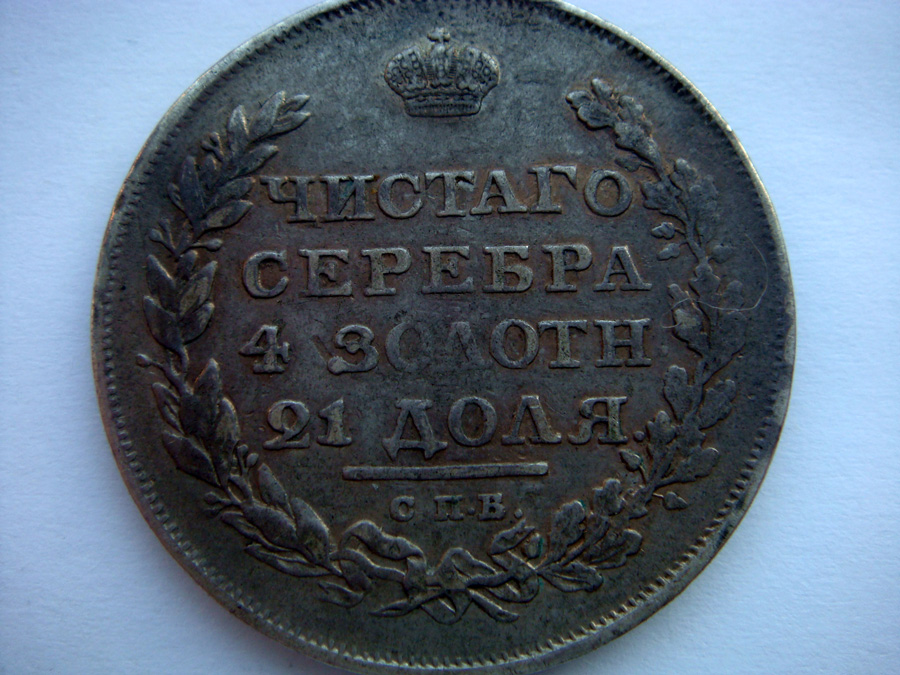 ЧИСТАГО
СЕРЕБРА
4 ЗОЛОТН
21 ДОЛЯ.
С П.Б.